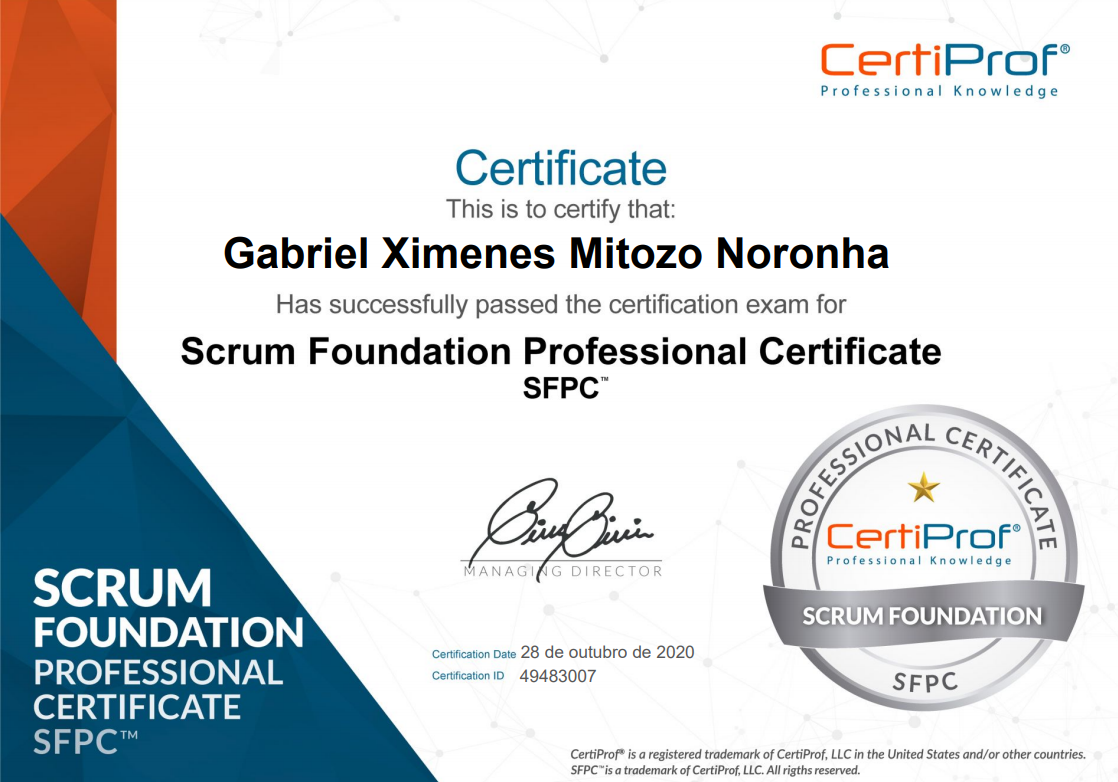 CertiProf®
Professional Knowledge
Certificate
This is to certify that:
Gabriel Ximenes Mitozo Noronha
Has successfully passed the certification exam for
Scrum Foundation Professional Certificate
SFPC™
MANAGING DIRECTOR
PROFESSIONAL CERTIFICATE
CertiProf®
Professional Knowledge
SCRUM FOUNDATION
SFPC
SCRUM
FOUNDATION
PROFESSIONAL
CERTIFICATE
SFPC™
Certification Date 28 de outubro de 2020
Certification ID 49483007
CertiProf® is a registered trademark of CertiProf, LLC in the United States and/or other countries.
SFPC™ is a trademark of CertiProf, LLC. All rigths reserved.